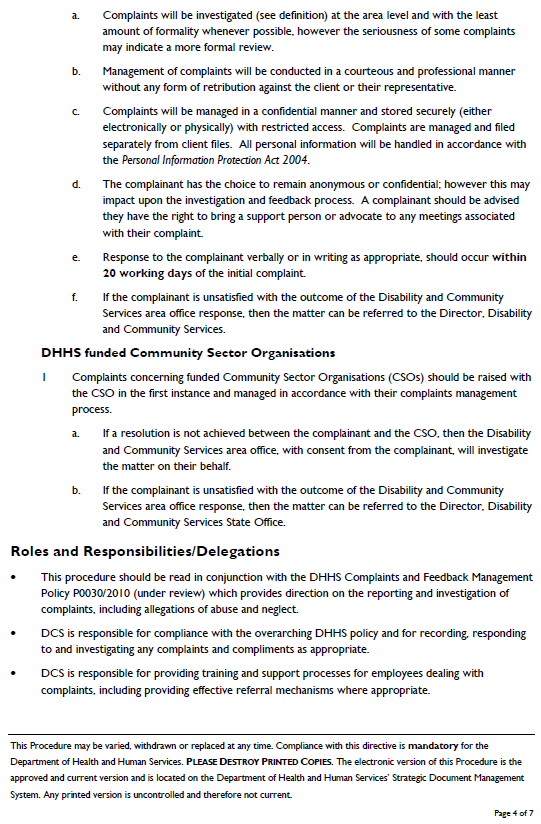 a. Complaints will be investigated (see definition) at the area level and with the least
amount of formality whenever possible, however the seriousness of some complaints
may indicate a more formal review.
b. Management of complaints will be conducted in a courteous and professional manner
without any form of retribution against the client or their representative.
c. Complaints will be managed in a confidential manner and stored securely (either
electronically or physically) with restricted access. Complaints are managed and filed
separately from client files. All personal information will be handled in accordance with
the Personal Information Protection Act 2004.
d. The complainant has the choice to remain anonymous or confidential; however this may
impact upon the investigation and feedback process. A complainant should be advised
they have the right to bring a support person or advocate to any meetings associated
with their complaint.
e. Response to the complainant verbally or in writing as appropriate, should occur within
20 working days of the initial complaint.
f. If the complainant is unsatisfied with the outcome of the Disability and Community
Services area office response, then the matter can be referred to the Director, Disability
and Community Services.
DHHS funded Community Sector Organisations
1 Complaints concerning funded Community Sector Organisations (CSOs) should be raised with
the CSO in the first instance and managed in accordance with their complaints management
process.
a. If a resolution is not achieved between the complainant and the CSO, then the Disability
and Community Services area office, with consent from the complainant, will investigate
the matter on their behalf.
b. If the complainant is unsatisfied with the outcome of the Disability and Community
Services area office response, then the matter can be referred to the Director, Disability
and Community Services State Office.
Roles and Responsibilities/Delegations
• This procedure should be read in conjunction with the DHHS Complaints and Feedback Management
Policy P0030/2010 (under review) which provides direction on the reporting and investigation of
complaints, including allegations of abuse and neglect.
• DCS is responsible for compliance with the overarching DHHS policy and for recording, responding
to and investigating any complaints and compliments as appropriate.
• DCS is responsible for providing training and support processes for employees dealing with
complaints, including providing effective referral mechanisms where appropriate.
This Procedure may be varied, withdrawn or replaced at any time. Compliance with this directive is mandatory for the
Department of Health and Human Services. PLEASE DESTROY PRINTED COPIES. The electronic version of this Procedure is the
approved and current version and is located on the Department of Health and Human Services' Strategic Document Management
System. Any printed version is uncontrolled and therefore not current.
Page 4 of 7